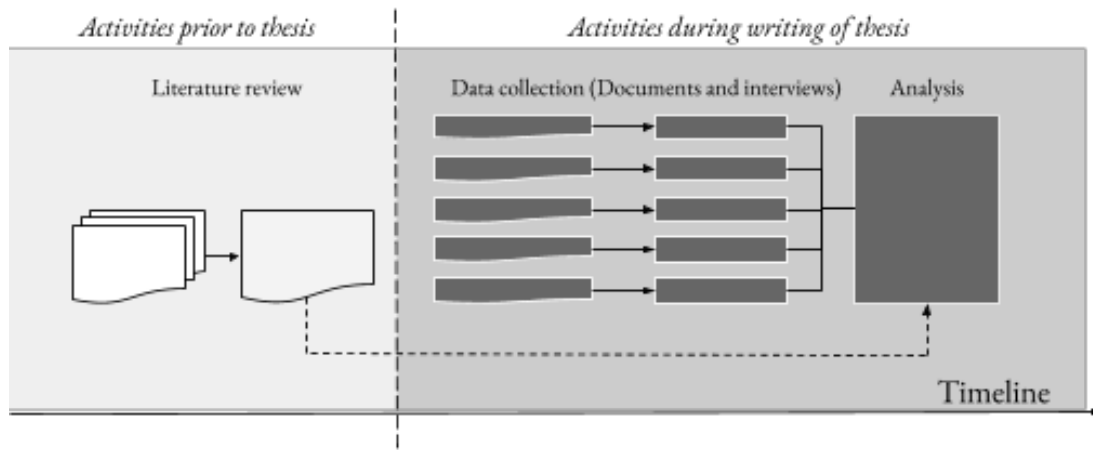 Activities prior to thesis
Activities during writing of thesis
Literature review
Data collection (Documents and interviews)
Analysis
Timeline